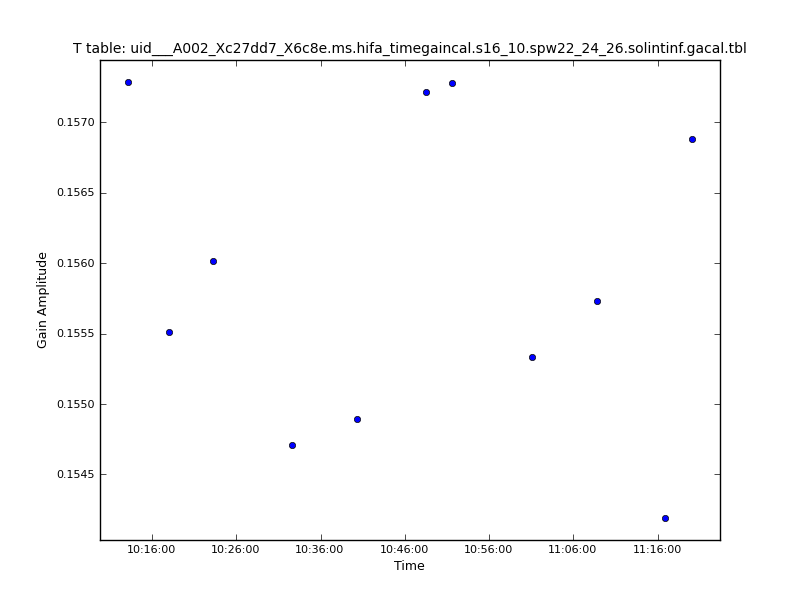 T table: uid___A002_Xc27dd7_X6c8e.ms.hifa_timegaincal.s16_10.spw22_24_26.solintinf.gacal.tbl
0.1570
0.1565
0.1560
0.1555
0.1550
0.1545
Gain Amplitude
10:16:00 10:26:00 10:36:00 10:46:00 10:56:00 11:06:00 11:16:00
Time